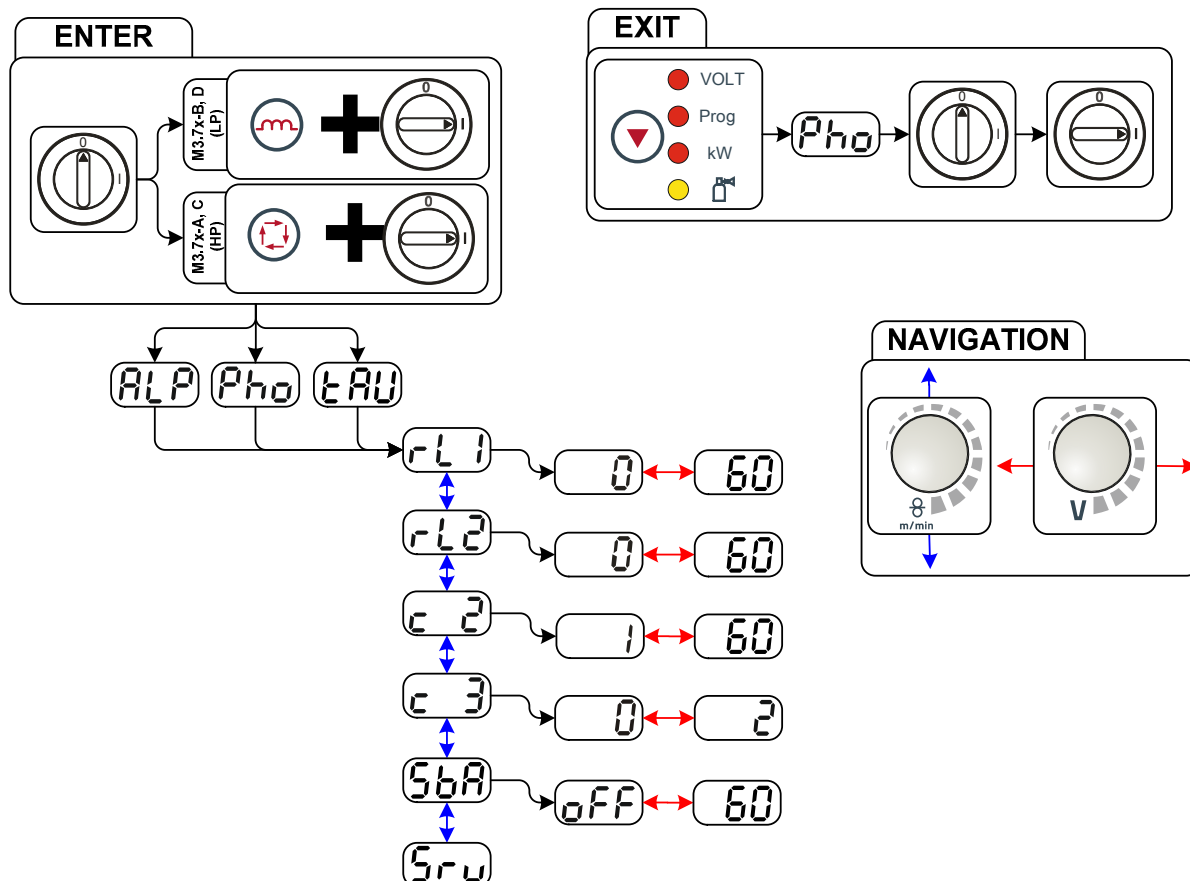 ENTER
0
I
M3.7x-B, D
(LP)
0
I
M3.7x-A, C
(HP)
0
I
ALP
Pho
tAU
rL1
0
60
rL2
0
60
c 2
1
60
c 3
0
2
SbA
oFF
60
Srv
EXIT
VOLT
Prog
kW
Pho
0
I
0
I
NAVIGATION
m/min
V